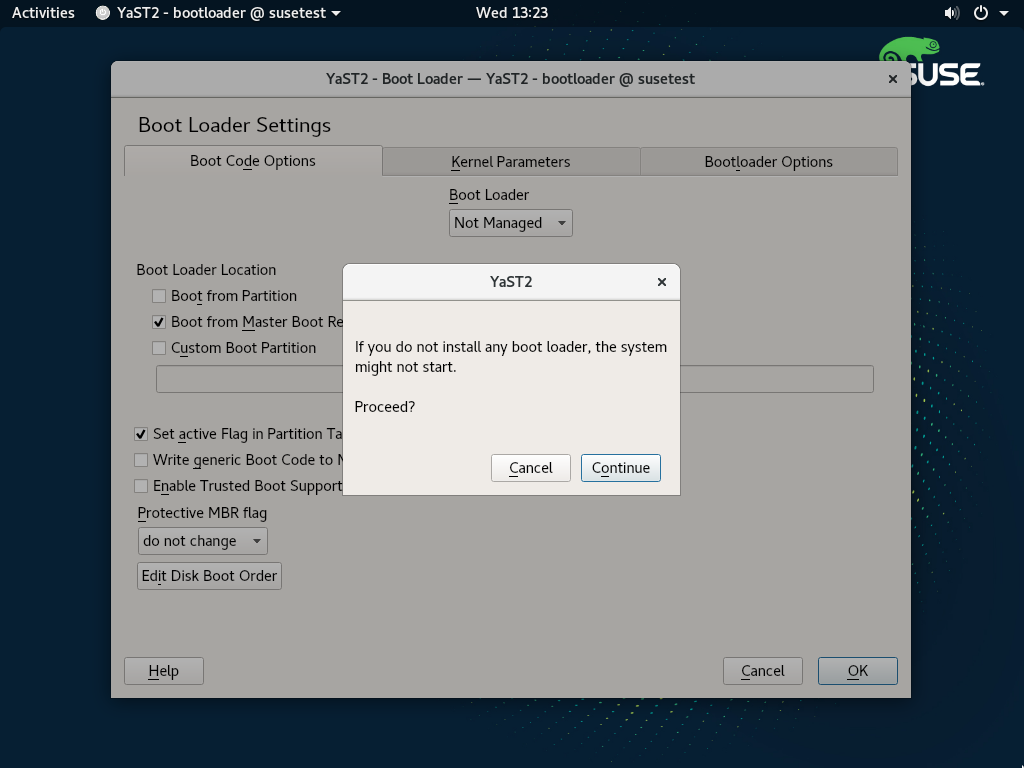 Activities YaST2 - bootloader @ susetest Wed 13:23
YaST2 - Boot Loader — YaST2 - bootloader @ susetest
SUSE.
Boot Loader Settings
Boot Code Options Kernel Parameters Bootloader Options
Boot Loader
Not Managed
Boot Loader Location
Boot from Partition
Boot from Master Boot Re
Custom Boot Partition
YaST2
If you do not install any boot loader, the system
might not start.
Proceed?
Cancel Continue
Set active Flag in Partition Ta
Write generic Boot Code to
Enable Trusted Boot Support
Protective MBR flag
do not change
Edit Disk Boot Order
Help Cancel OK